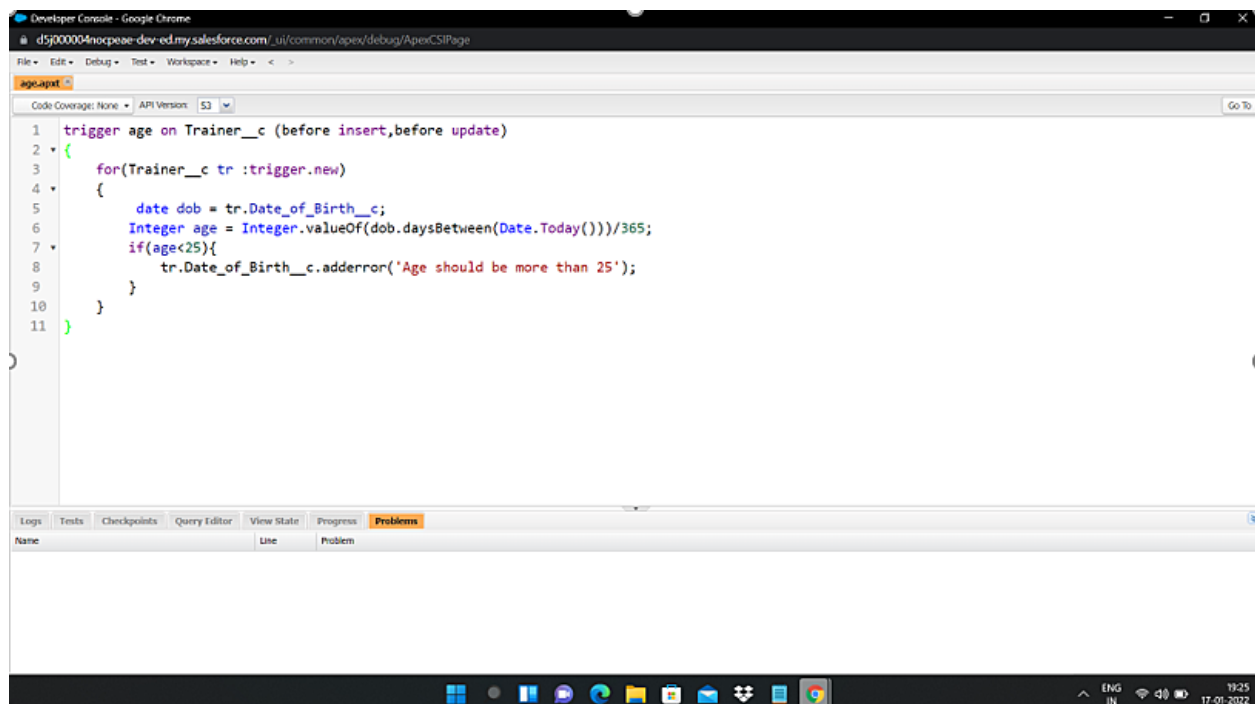 Developer Console - Google Chrome
d5j000004nocpeae-dev-ed.my.salesforce.com/_ui/common/apex/debug/ApexCSIPage
File Edit Debug Test Workspace Help < >
age.apxt
Code Coverage: None API Version: 53 Go To
1 trigger age on Trainer__c (before insert,before update)
2 {
3 for(Trainer__c tr :trigger.new)
4 {
5 date dob = tr.Date_of_Birth__c;
6 Integer age = Integer.valueOf(dob.daysBetween(Date.Today()))/365;
7 if(age<25){
8 tr.Date_of_Birth__c.adderror('Age should be more than 25');
9 }
10 }
11 }
Logs Tests Checkpoints Query Editor View State Progress Problems
Name Line Problem
ENG 19:25
IN 17-01-2022